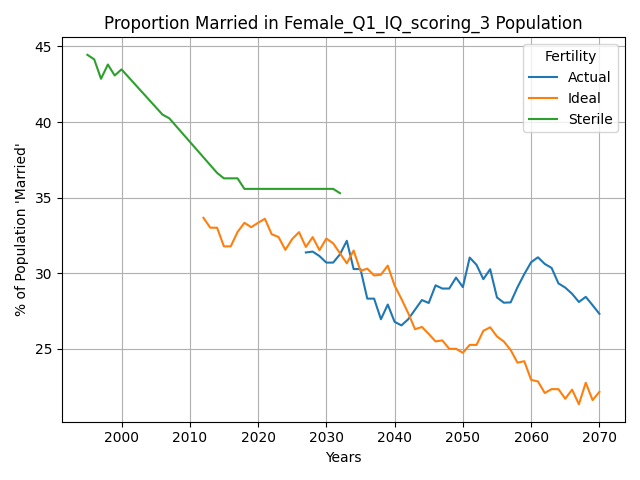 Proportion Married in Female_Q1_IQ_scoring_3 Population
% of Population 'Married'
45
40
35
30
25
Fertility
Actual
Ideal
Sterile
2000 2010 2020 2030 2040 2050 2060 2070
Years